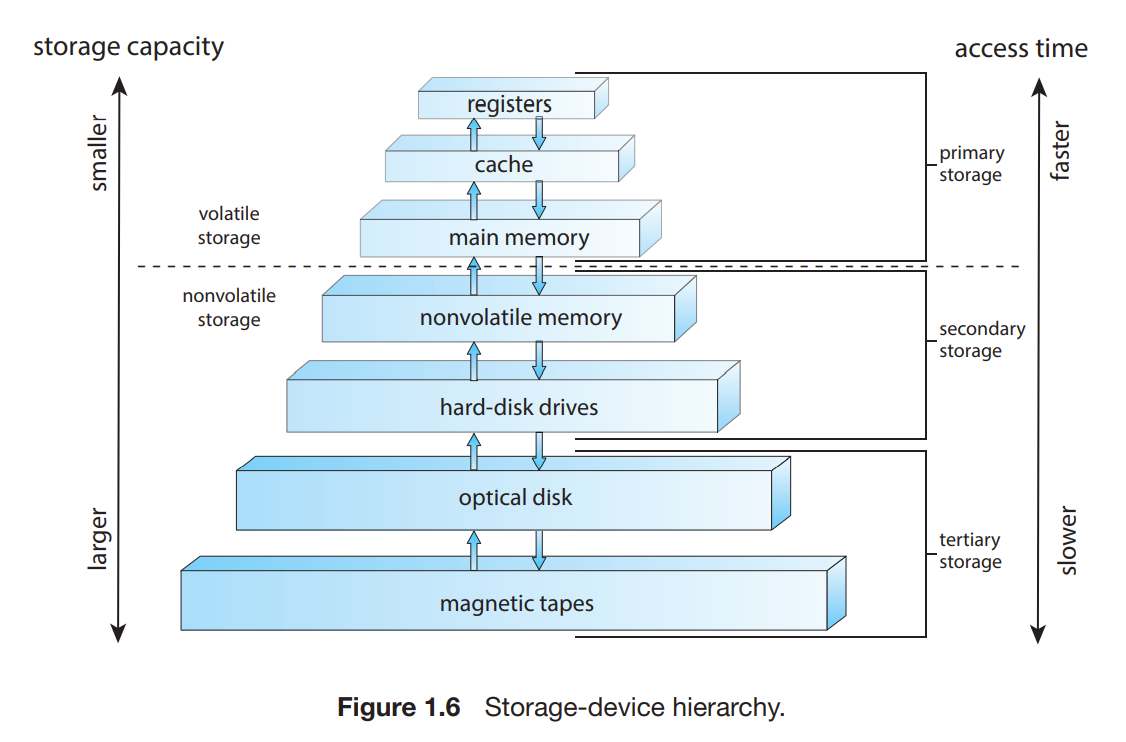 storage capacity
access time
smaller
faster
registers
cache
primary
storage
volatile
storage
main memory
nonvolatile
storage
nonvolatile memory
secondary
storage
hard-disk drives
optical disk
larger
slower
tertiary
storage
magnetic tapes
Figure 1.6 Storage-device hierarchy.